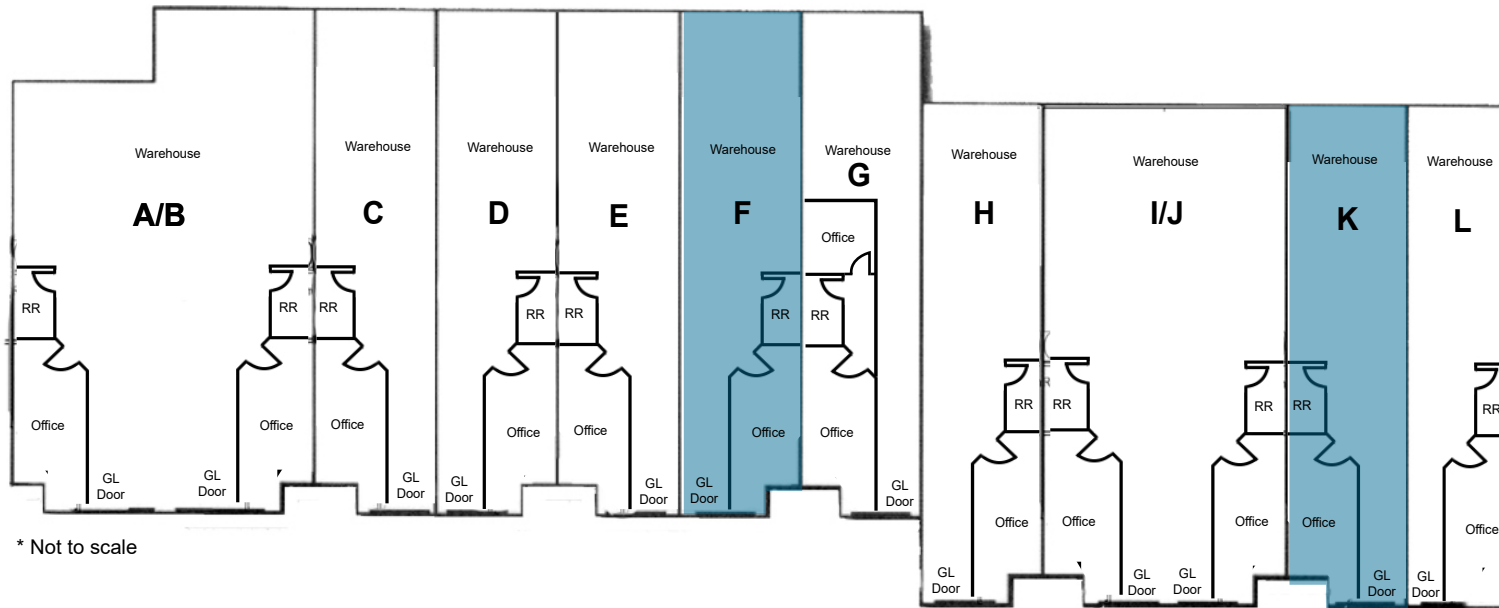 Warehouse
Warehouse
Warehouse
Warehouse
Warehouse
Warehouse
Warehouse
Warehouse
Warehouse
Warehouse
A/B
C
D
E
F
G
H
I/J
K
L
Office
RR
RR
RR
RR
RR
RR
RR
RR
RR
RR
RR
RR
Office
Office
Office
Office
Office
Office
Office
GL
Door
GL
Door
GL
Door
GL
Door
GL
Door
GL
Door
GL
Door
Office
Office
Office
Office
Office
GL
Door
GL
Door
GL
Door
GL
Door
GL
Door
* Not to scale